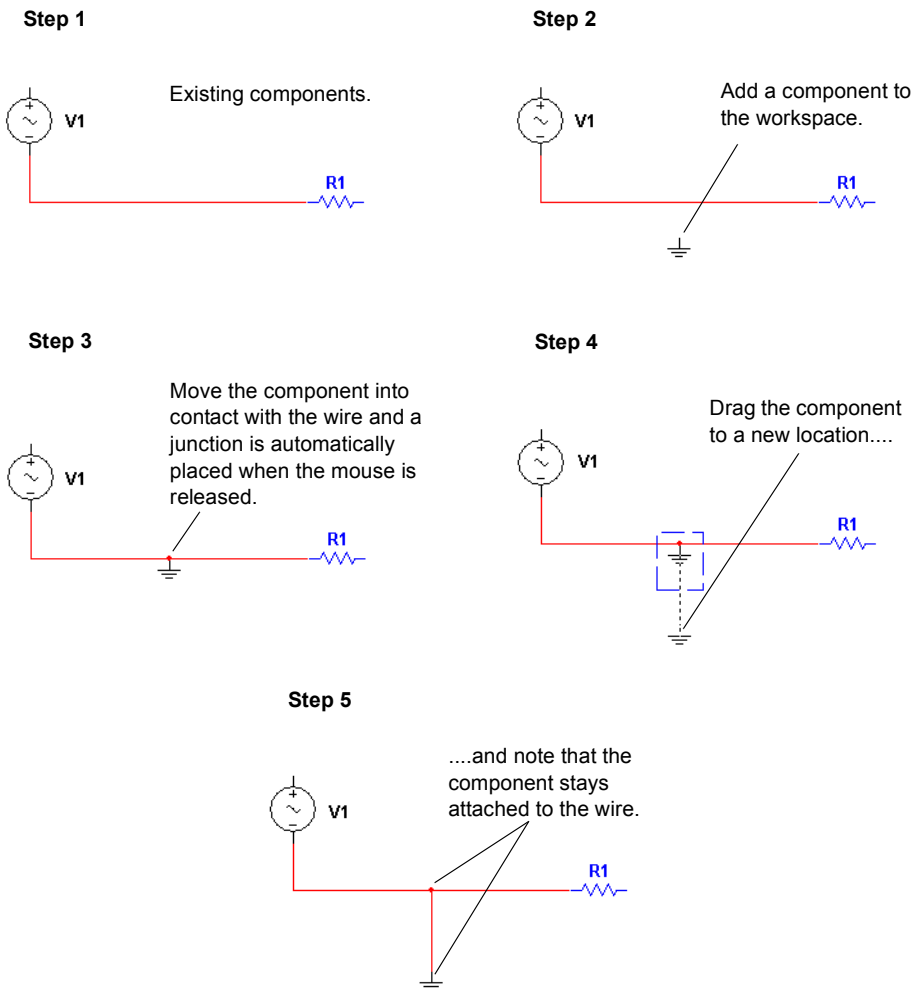 Step 1
Existing components.
V1
R1
Step 2
Add a component to
the workspace.
V1
R1
Step 3
Move the component into
contact with the wire and a
junction is automatically
placed when the mouse is
released.
V1
R1
Step 4
Drag the component
to a new location....
V1
R1
Step 5
....and note that the
component stays
attached to the wire.
V1
R1